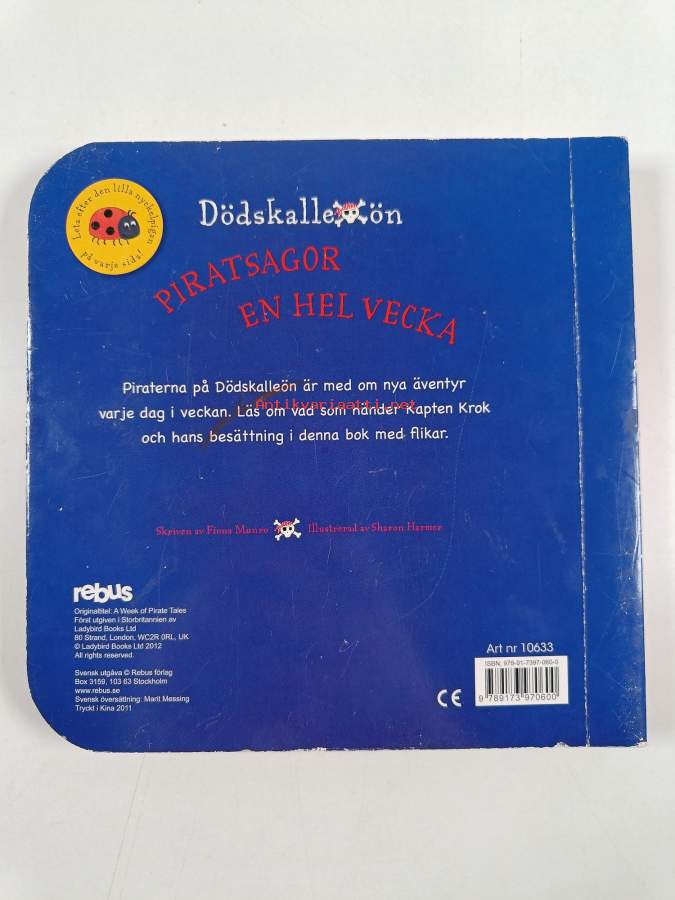 Leta efter den lilla nyckelpigan
på varje sida!
Dödskalleön
PIRATSAGOR
EN HEL VECKA
Piraterna på Dödskalleön är med om nya äventyr
Antikvariaatti.net
varje dag i veckan. Läs om vad som händer Kapten Krok
och hans besättning i denna bok med flikar.
Skriven av Fiona Munro Illustrerad av Sharon Harmer
rebus
Originaltitel: A Week of Pirate Tales
Först utgiven i Storbritannien av
Ladybird Books Ltd
80 Strand, London, WC2R 0RL, UK
© Ladybird Books Ltd 2012
All rights reserved.
Svensk utgåva © Rebus förlag
Box 3159, 103 63 Stockholm
www.rebus.se
Svensk översättning: Marit Messing
Tryckt i Kina 2011
Art nr 10633
ISBN: 978-91-7397-060-0
CE
9 789173 970600